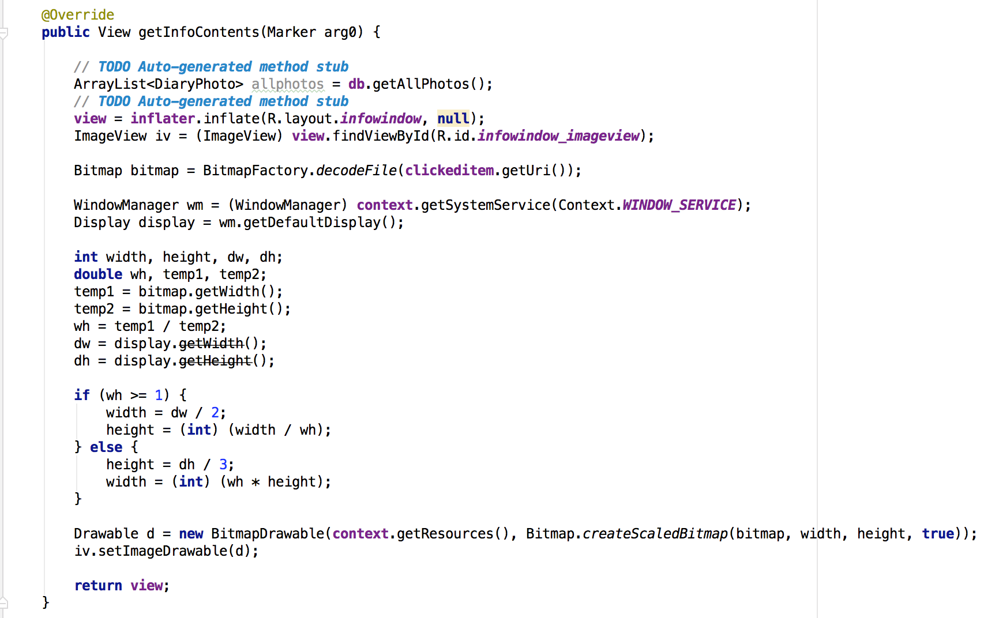 @Override
public View getInfoContents(Marker arg0) {
// TODO Auto-generated method stub
ArrayList<DiaryPhoto> allphotos = db.getAllPhotos();
// TODO Auto-generated method stub
view = inflater.inflate(R.layout.infowindow, null);
ImageView iv = (ImageView) view.findViewById(R.id.infowindow_imageview);
Bitmap bitmap = BitmapFactory.decodeFile(clickeditem.getUri());
WindowManager wm = (WindowManager) context.getSystemService(Context.WINDOW_SERVICE);
Display display = wm.getDefaultDisplay();
int width, height, dw, dh;
double wh, temp1, temp2;
temp1 = bitmap.getWidth();
temp2 = bitmap.getHeight();
wh = temp1 / temp2;
dw = display.getWidth();
dh = display.getHeight();
if (wh >= 1) {
width = dw / 2;
height = (int) (width / wh);
} else {
height = dh / 3;
width = (int) (wh * height);
}
Drawable d = new BitmapDrawable(context.getResources(), Bitmap.createScaledBitmap(bitmap, width, height, true));
iv.setImageDrawable(d);
return view;
}